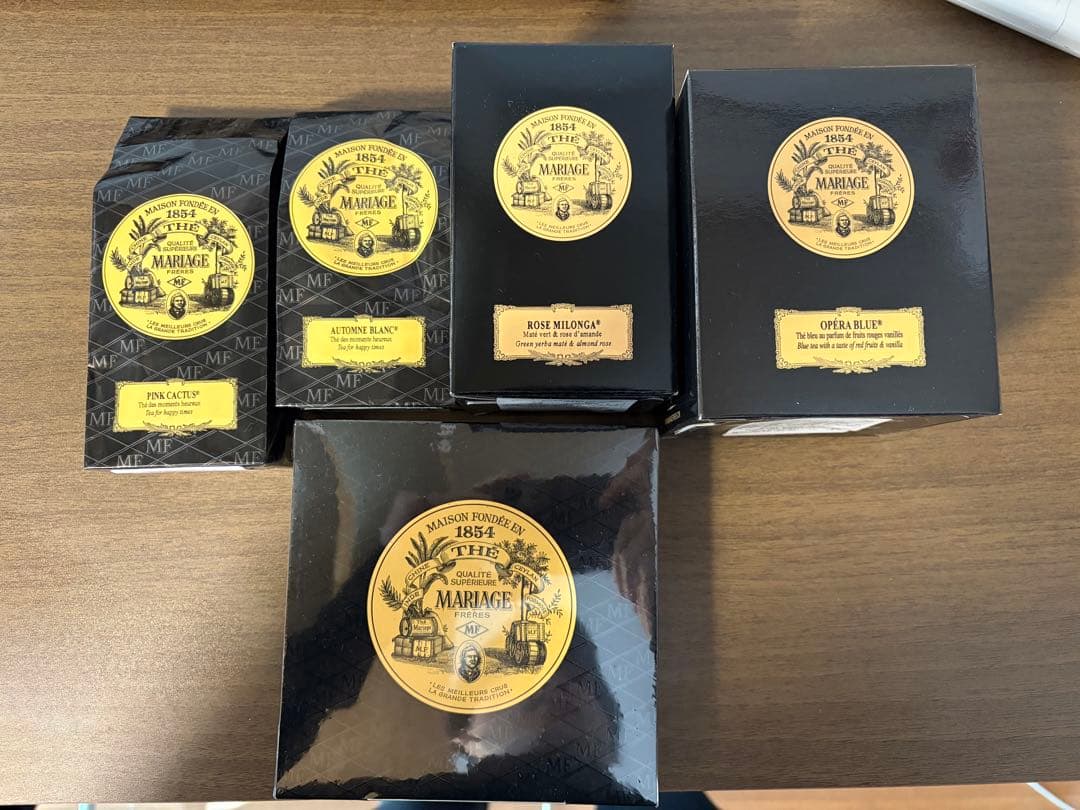 MAISON FONDÉE EN
1854
THÉ
QUALITÉ
SUPÉRIEURE
MARIAGE
FRÈRES
MF
"LES MEILLEURS CRUS
LA GRANDE TRADITION"
PINK CACTUS®
Thé des moments heureux
Tea for happy times
MAISON FONDÉE EN
1854
THÉ
QUALITÉ
SUPÉRIEURE
MARIAGE
FRÈRES
MF
"LES MEILLEURS CRUS
LA GRANDE TRADITION"
AUTOMNE BLANC®
Thé des moments heureux
Tea for happy times
MAISON FONDÉE EN
1854
THÉ
QUALITÉ
SUPÉRIEURE
MARIAGE
FRÈRES
MF
"LES MEILLEURS CRUS
LA GRANDE TRADITION"
ROSE MILONGA®
Maté vert & rose d'amande
Green yerba maté & almond rose
MAISON FONDÉE EN
1854
THÉ
QUALITÉ
SUPÉRIEURE
MARIAGE
FRÈRES
MF
"LES MEILLEURS CRUS
LA GRANDE TRADITION"
OPÉRA BLUE®
Thé bleu au parfum de fruits rouges vanillés
Blue tea with a taste of red fruits & vanilla
MAISON FONDÉE EN
1854
THÉ
CHINE
CEYLAN
INDE
QUALITÉ
SUPÉRIEURE
MARIAGE
FRÈRES
MF
"LES MEILLEURS CRUS
LA GRANDE TRADITION"